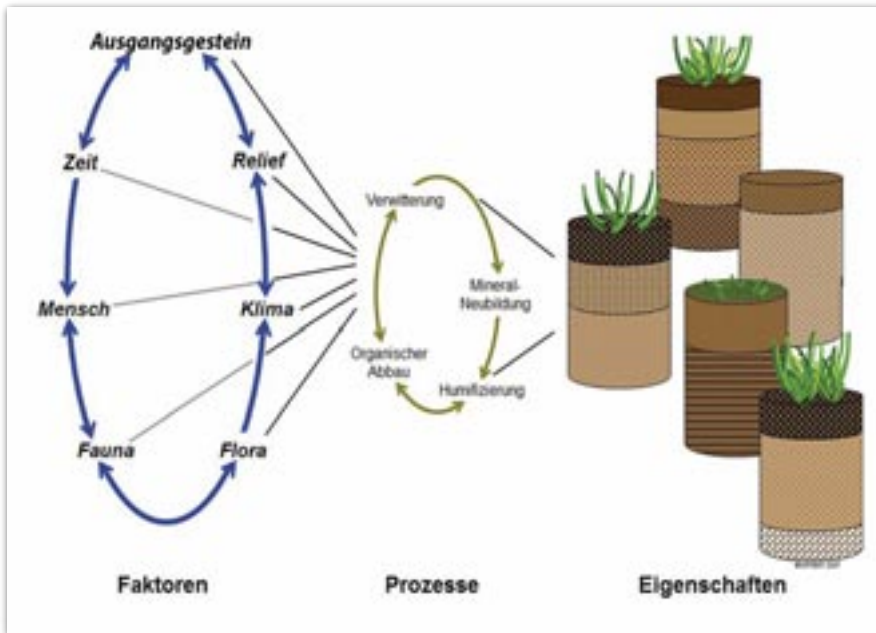 Ausgangsgestein
Zeit
Relief
Mensch
Klima
Fauna
Flora
Verwitterung
Mineral-
Neubildung
Organischer
Abbau
Humifizierung
Faktoren
Prozesse
Eigenschaften